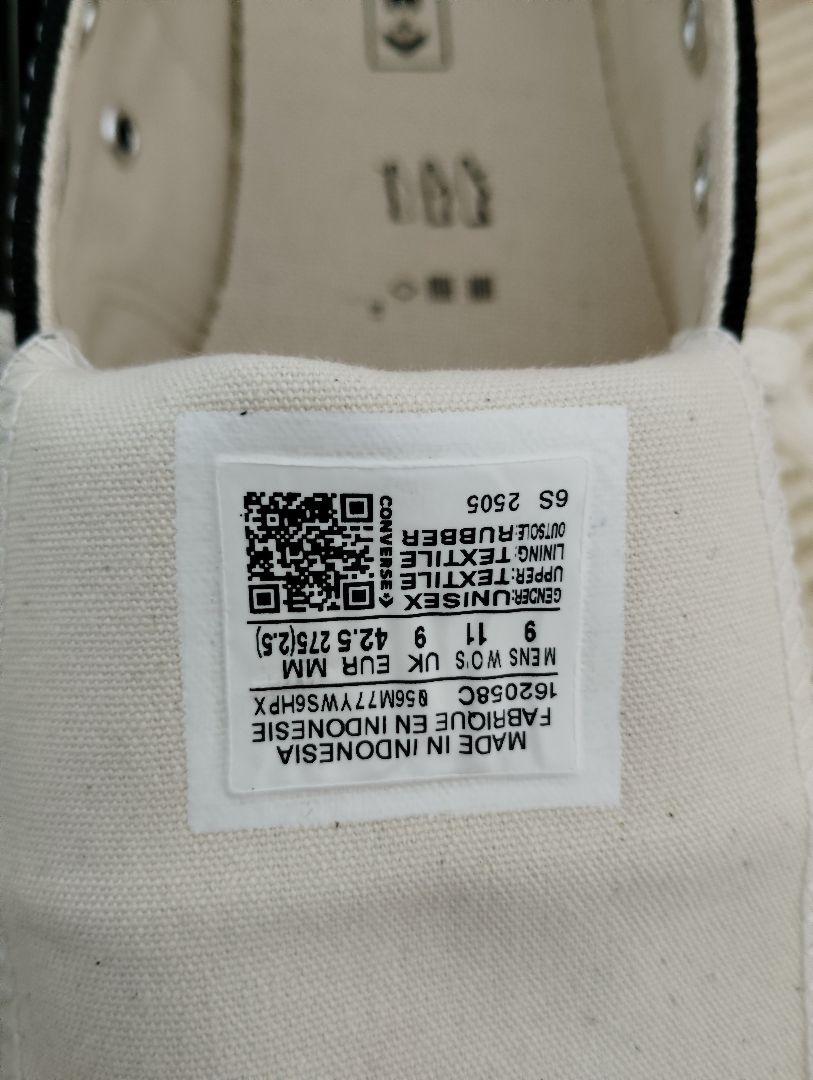 MADE IN INDONESIA
FABRIQUE EN INDONESIE
162058C 056M77YWS6HPX
MENS WO'S UK EUR MM
9 11 9 42.5 275(2.5)
GENDER:UNISEX
UPPER:TEXTILE
LINING:TEXTILE
OUTSOLE:RUBBER
CONVERSE
6S 2505